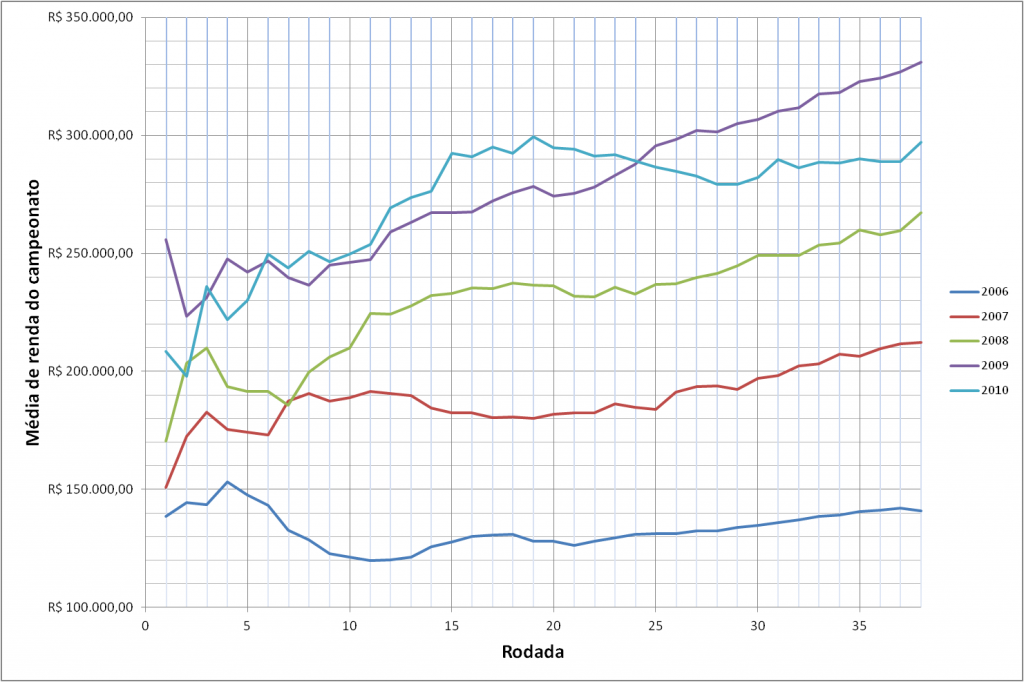 R$ 350.000,00
R$ 300.000,00
R$ 250.000,00
R$ 200.000,00
R$ 150.000,00
R$ 100.000,00
Média de renda do campeonato
0 5 10 15 20 25 30 35
Rodada
2006
2007
2008
2009
2010